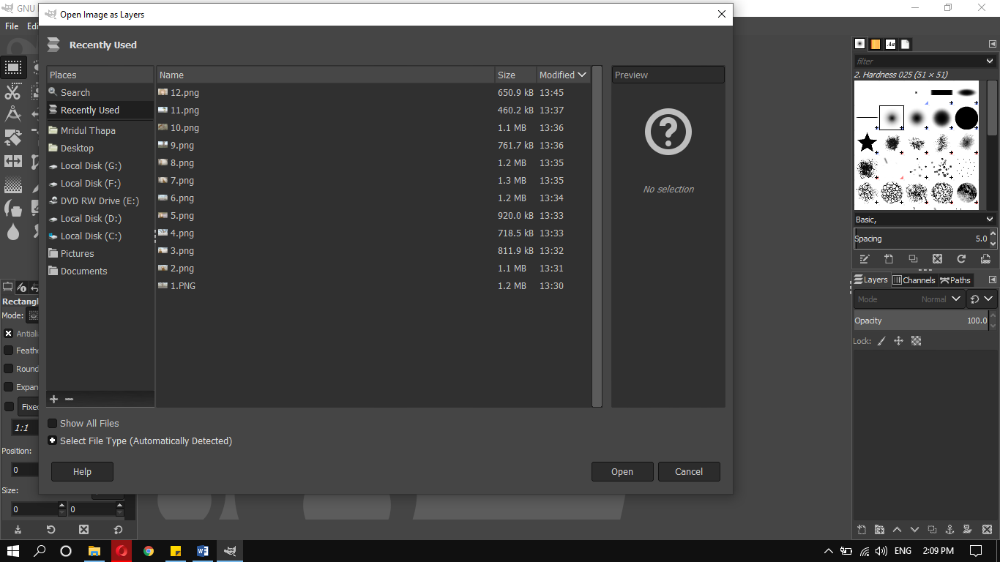 GNU
Open Image as Layers
File Edi
Recently Used
Places
Search
Recently Used
Mridul Thapa
Desktop
Local Disk (G:)
Local Disk (F:)
DVD RW Drive (E:)
Local Disk (D:)
Local Disk (C:)
Pictures
Documents
Name Size Modified
12.png 650.9 kB 13:45
11.png 460.2 kB 13:37
10.png 1.1 MB 13:36
9.png 761.7 kB 13:36
8.png 1.2 MB 13:35
7.png 1.3 MB 13:35
6.png 1.2 MB 13:34
5.png 920.0 kB 13:33
4.png 718.5 kB 13:33
3.png 811.9 kB 13:32
2.png 1.1 MB 13:31
1.PNG 1.2 MB 13:30
Preview
No selection
Show All Files
Select File Type (Automatically Detected)
Help
Open
Cancel
Rectangl
Mode:
Antialia
Feathe
Round
Expan
Fixed
1:1
Position:
0
Size:
0 0
Aa
filter
2. Hardness 025 (51 × 51)
Basic,
Spacing 5.0
Layers Channels Paths
Mode Normal
Opacity 100.0
Lock:
ENG 2:09 PM